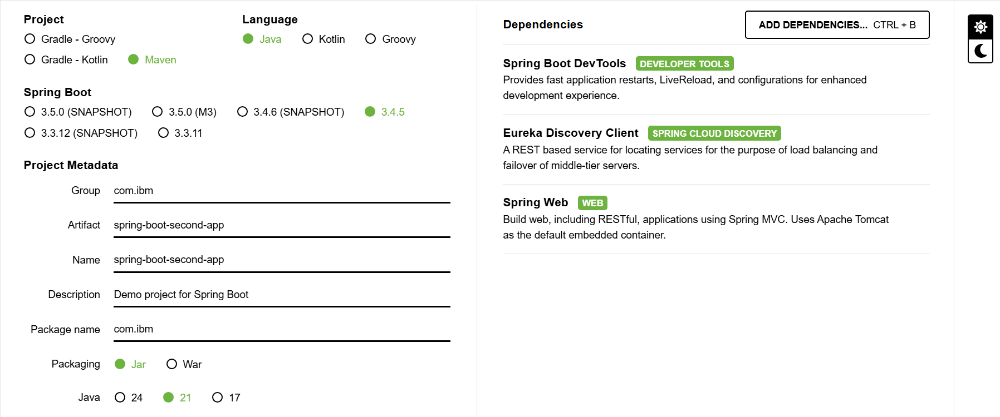 Project
Gradle - Groovy
Gradle - Kotlin Maven
Language
Java Kotlin Groovy
Spring Boot
3.5.0 (SNAPSHOT) 3.5.0 (M3) 3.4.6 (SNAPSHOT) 3.4.5
3.3.12 (SNAPSHOT) 3.3.11
Project Metadata
Group com.ibm
Artifact spring-boot-second-app
Name spring-boot-second-app
Description Demo project for Spring Boot
Package name com.ibm
Packaging Jar War
Java 24 21 17
Dependencies ADD DEPENDENCIES... CTRL + B
Spring Boot DevTools DEVELOPER TOOLS
Provides fast application restarts, LiveReload, and configurations for enhanced
development experience.
Eureka Discovery Client SPRING CLOUD DISCOVERY
A REST based service for locating services for the purpose of load balancing and
failover of middle-tier servers.
Spring Web WEB
Build web, including RESTful, applications using Spring MVC. Uses Apache Tomcat
as the default embedded container.